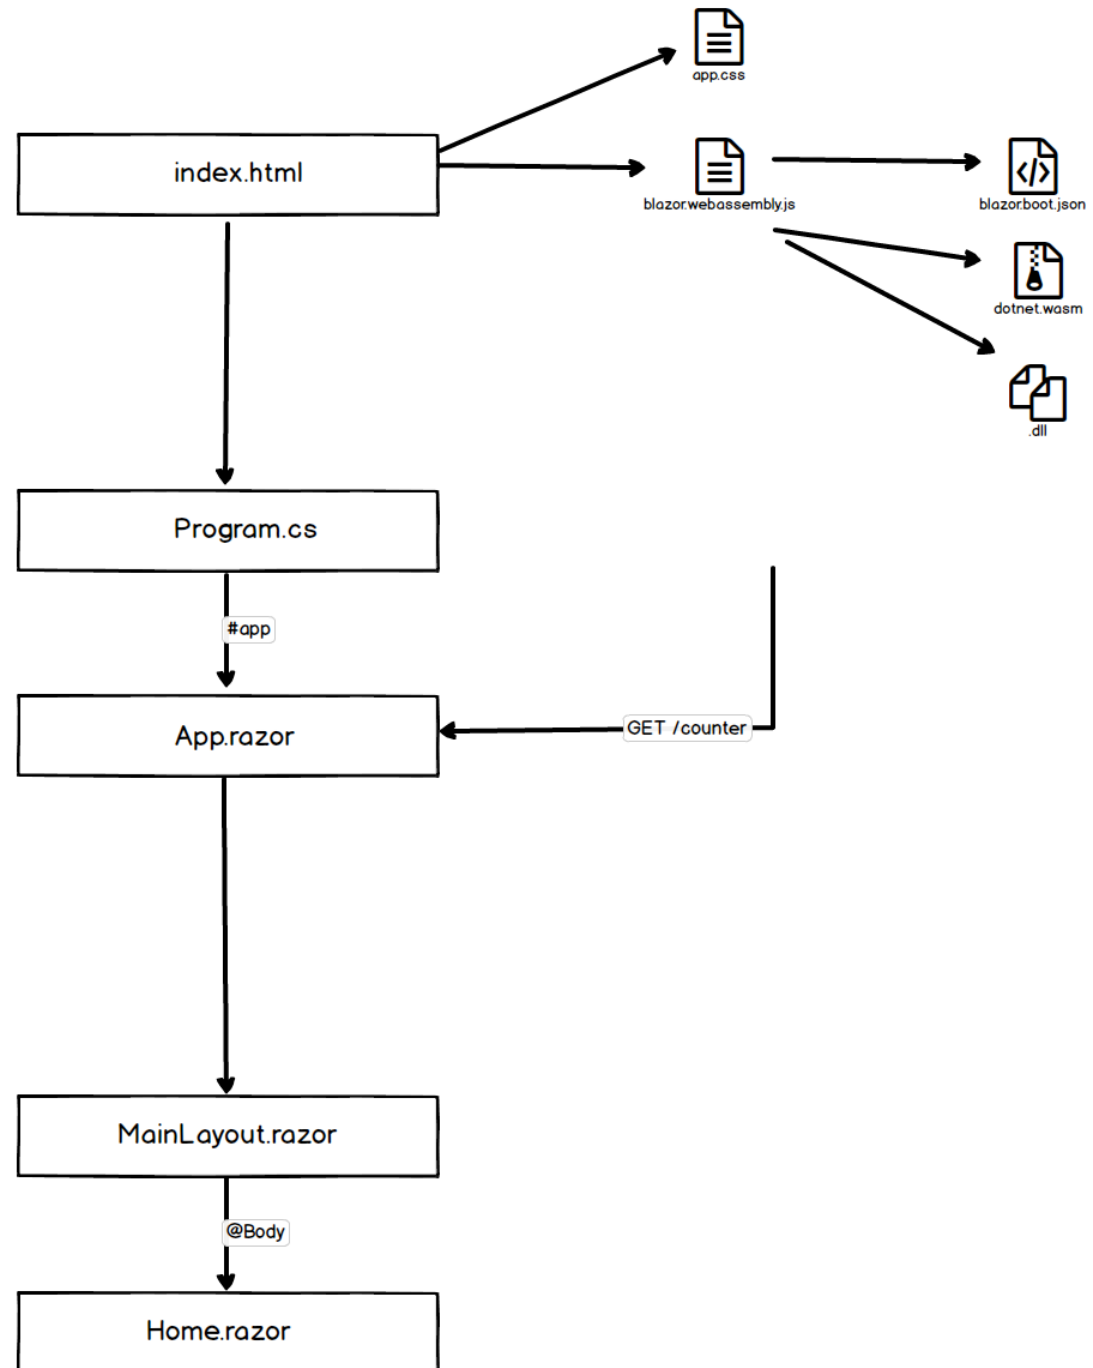 app.css
index.html
blazor.webassembly.js
blazor.boot.json
dotnet.wasm
.dll
Program.cs
#app
App.razor
GET /counter
MainLayout.razor
@Body
Home.razor